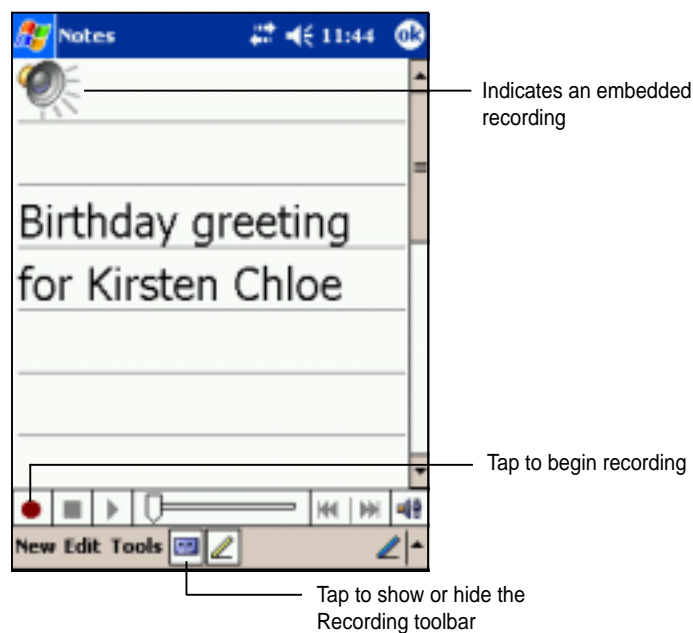 Notes 11:44 ok
Indicates an embedded
recording
Birthday greeting
for Kirsten Chloe
Tap to begin recording
New Edit Tools
Tap to show or hide the
Recording toolbar